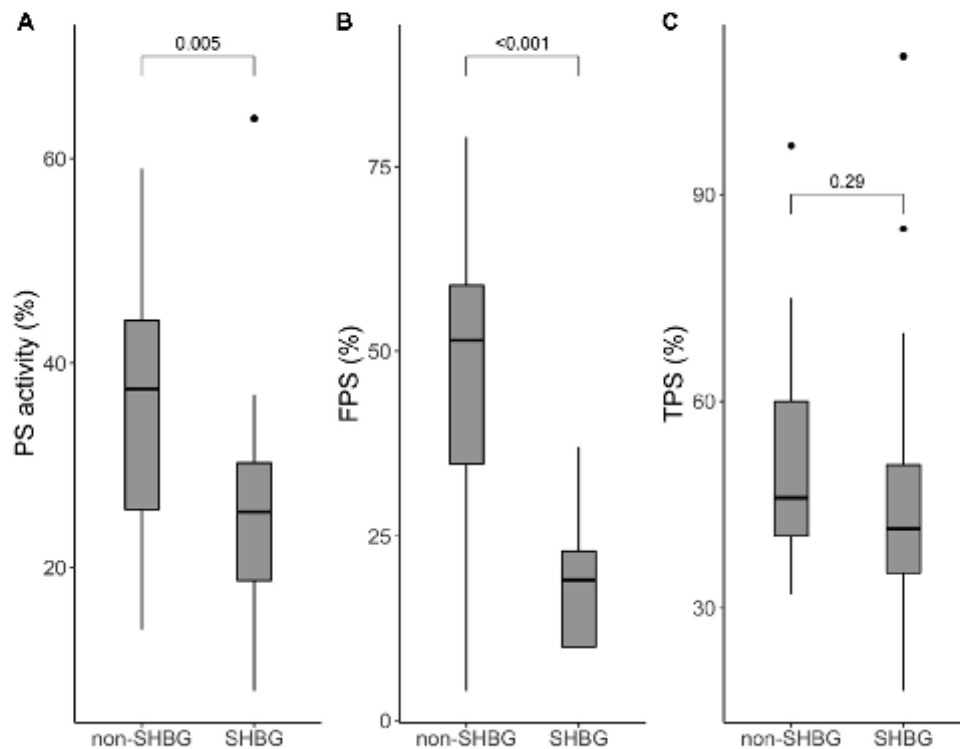 A
0.005
PS activity (%)
60
40
20
non-SHBG SHBG
B
<0.001
FPS (%)
75
50
25
0
non-SHBG SHBG
C
0.29
TPS (%)
90
60
30
non-SHBG SHBG